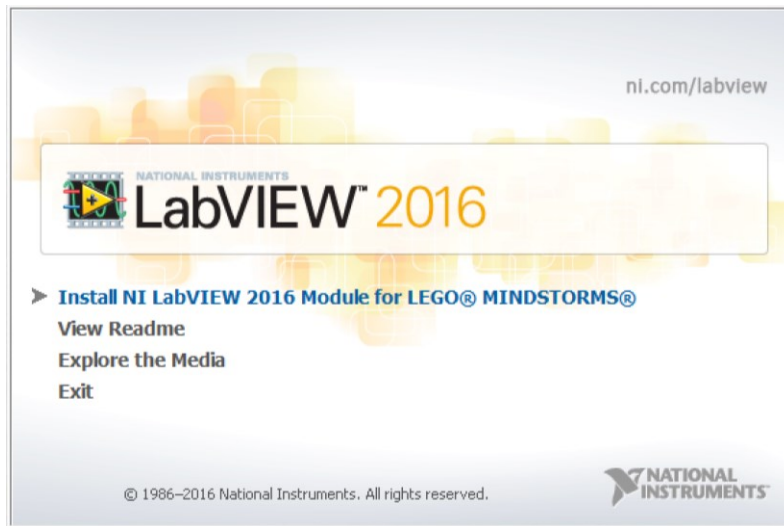 ni.com/labview
NATIONAL INSTRUMENTS
LabVIEW™ 2016
Install NI LabVIEW 2016 Module for LEGO® MINDSTORMS®
View Readme
Explore the Media
Exit
© 1986–2016 National Instruments. All rights reserved.
NATIONAL
INSTRUMENTS™